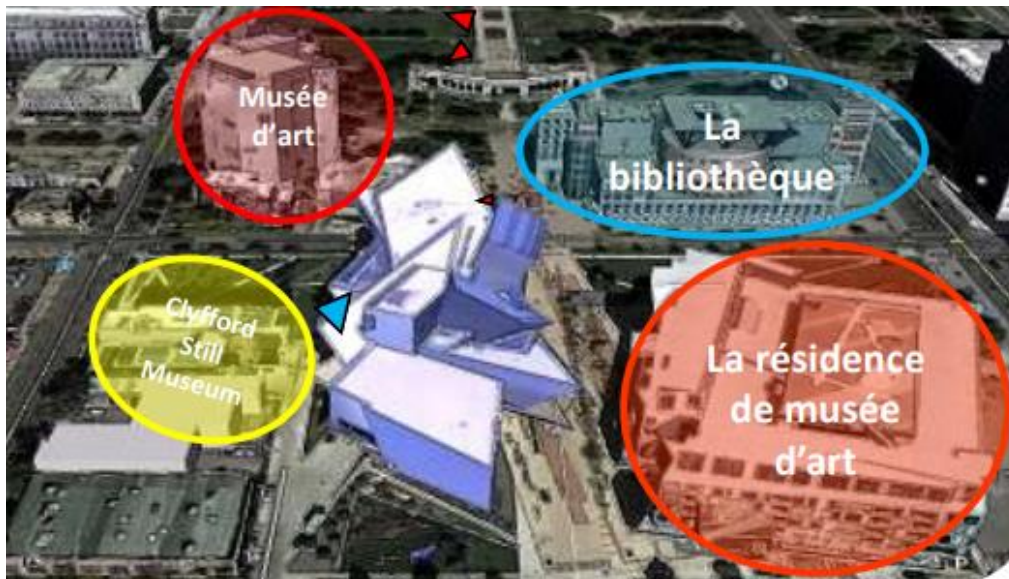 Musée
d'art
La
bibliothèque
Clyfford
Still
Museum
La résidence
de musée
d'art